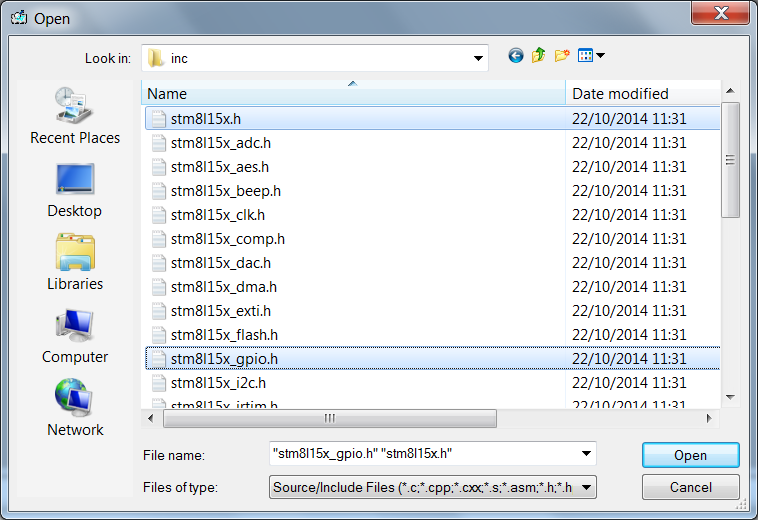 Open
Look in: inc
Name Date modified
Recent Places
Desktop
Libraries
Computer
Network
stm8l15x.h 22/10/2014 11:31
stm8l15x_adc.h 22/10/2014 11:31
stm8l15x_aes.h 22/10/2014 11:31
stm8l15x_beep.h 22/10/2014 11:31
stm8l15x_clk.h 22/10/2014 11:31
stm8l15x_comp.h 22/10/2014 11:31
stm8l15x_dac.h 22/10/2014 11:31
stm8l15x_dma.h 22/10/2014 11:31
stm8l15x_exti.h 22/10/2014 11:31
stm8l15x_flash.h 22/10/2014 11:31
stm8l15x_gpio.h 22/10/2014 11:31
stm8l15x_i2c.h 22/10/2014 11:31
stm8l15x_irtim.h 22/10/2014 11:31
File name: "stm8l15x_gpio.h" "stm8l15x.h" Open
Files of type: Source/Include Files (*.c;*.cpp;*.cxx;*.s;*.asm;*.h;*.h Cancel